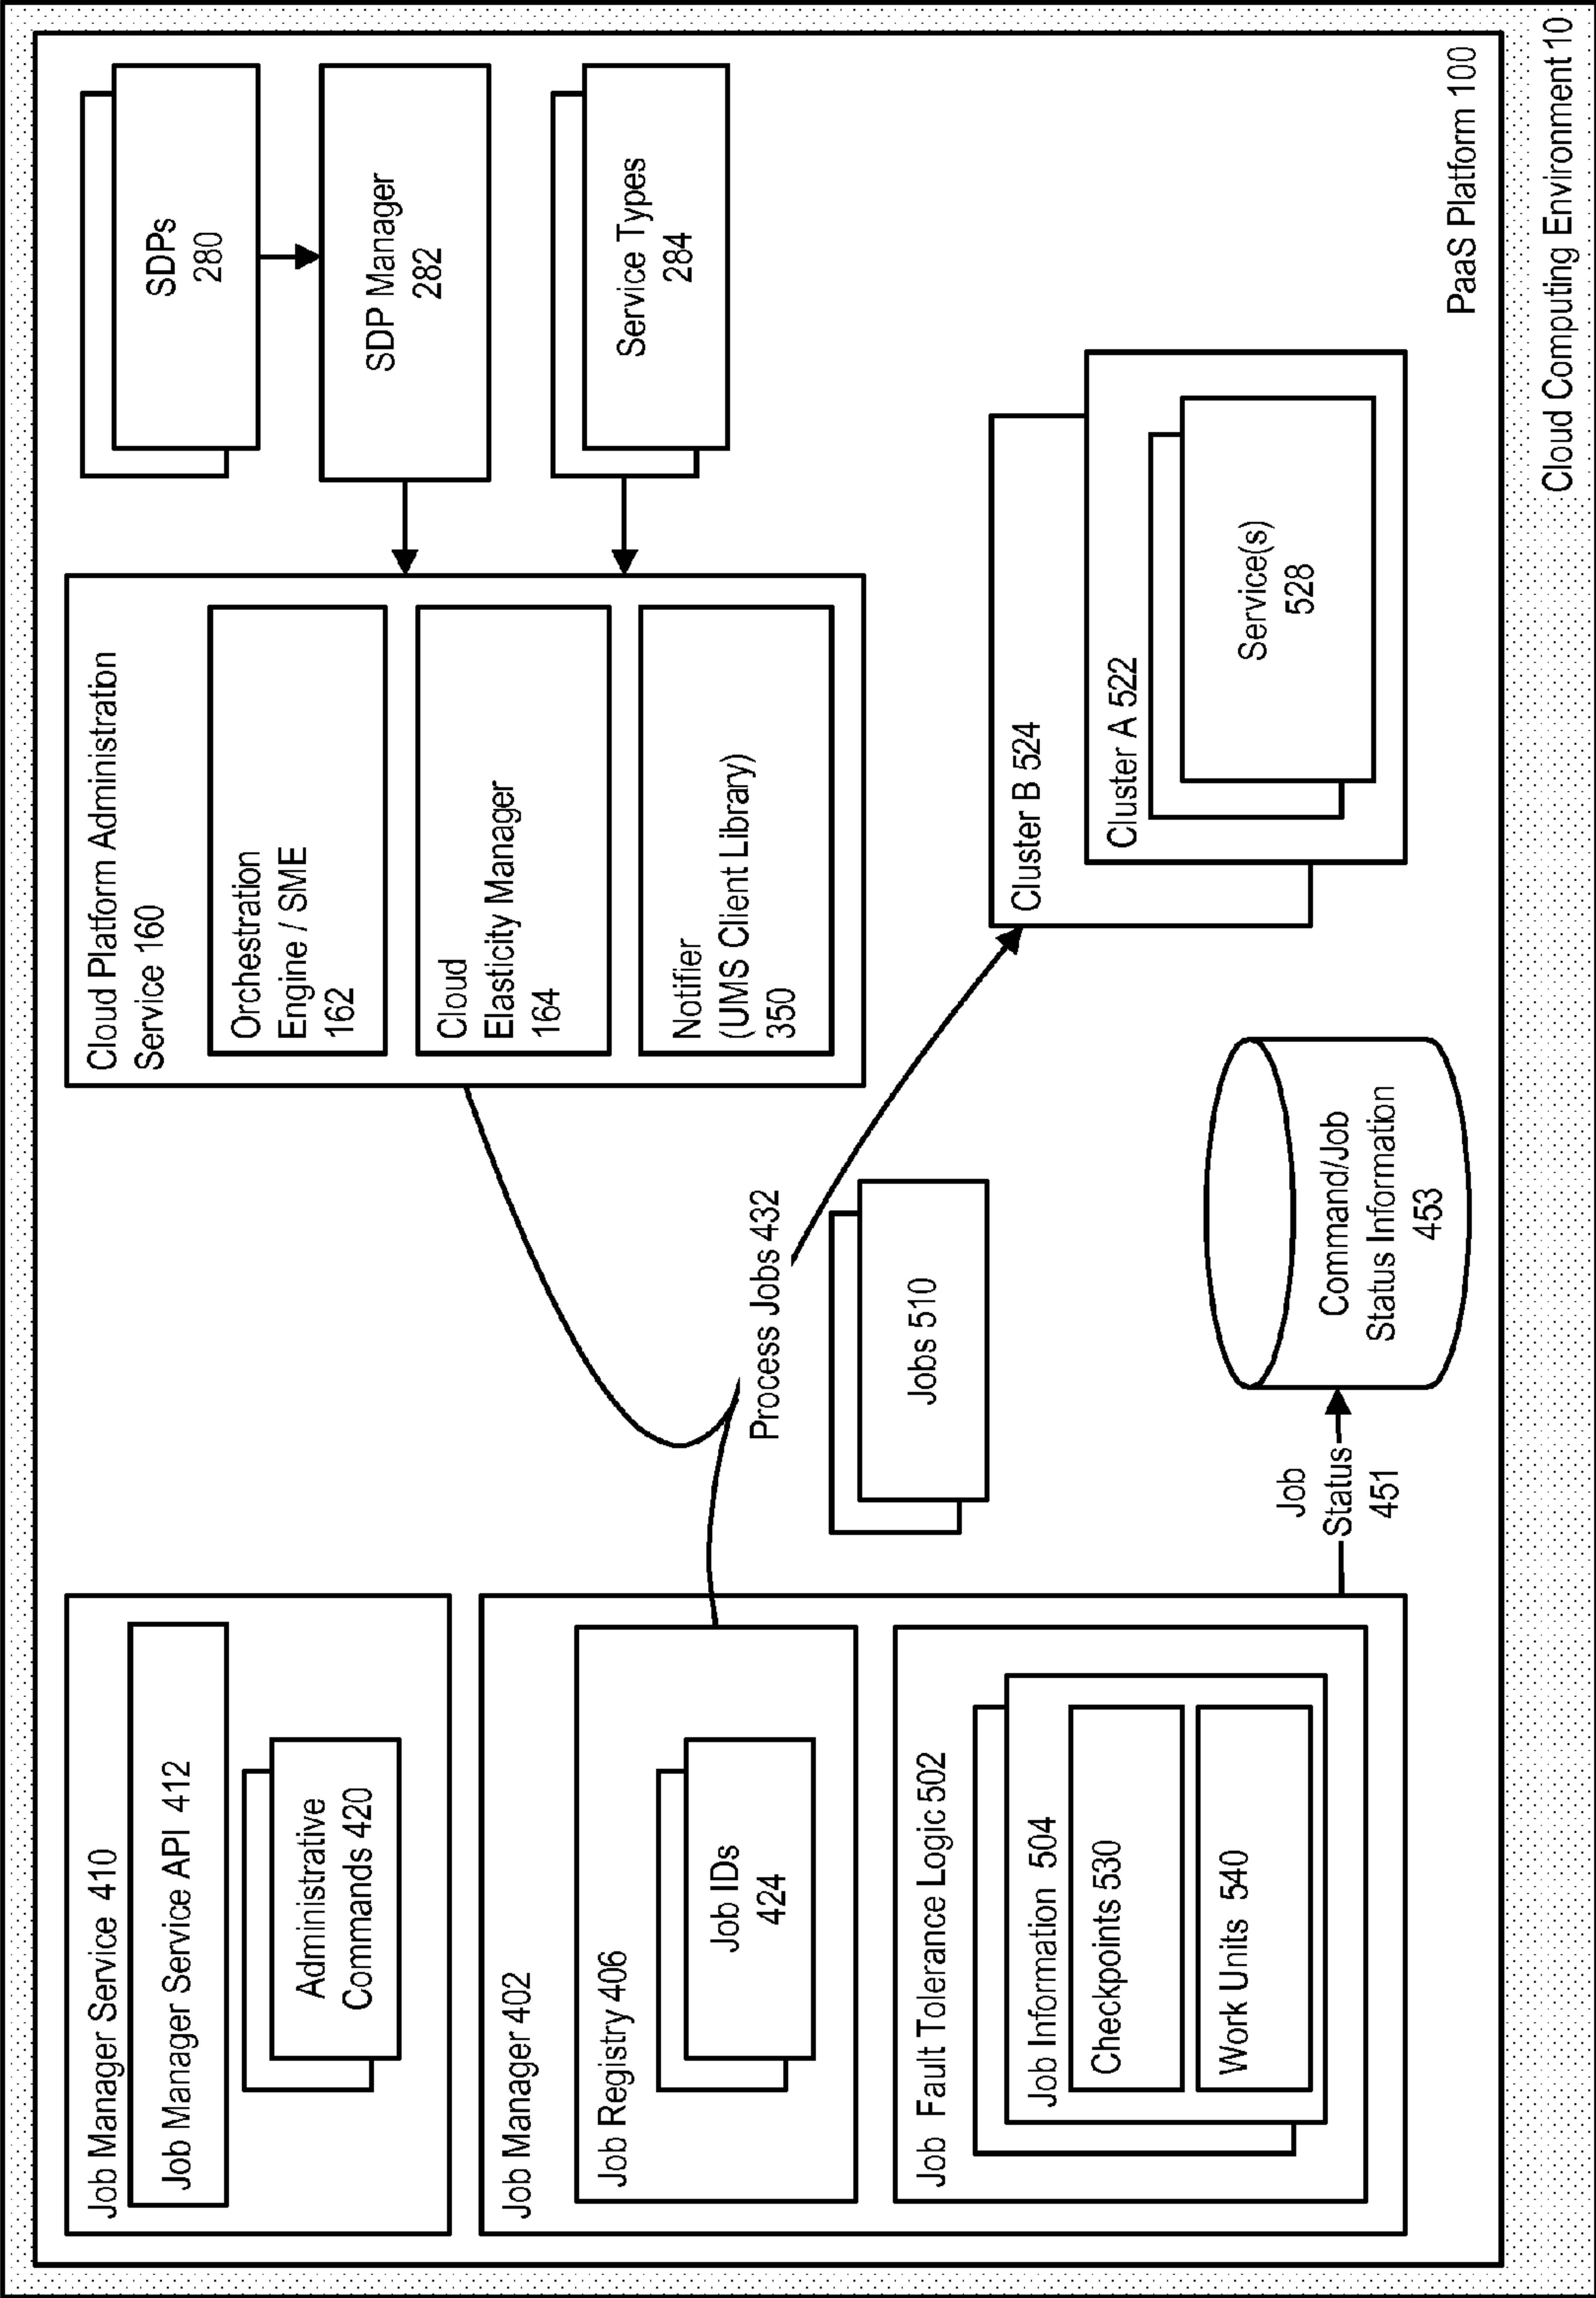 Job Manager Service 410
Job Manager Service API 412
Administrative
Commands 420
Job Manager 402
Job Registry 406
Job IDs
424
Job Fault Tolerance Logic 502
Job Information 504
Checkpoints 530
Work Units 540
Cloud Platform Administration
Service 160
Orchestration
Engine / SME
162
Cloud
Elasticity Manager
164
Notifier
(UMS Client Library)
350
SDPs
280
SDP Manager
282
Service Types
284
Process Jobs 432
Jobs 510
Job
Status
451
Command/Job
Status Information
453
Cluster B 524
Cluster A 522
Service(s)
528
PaaS Platform 100
Cloud Computing Environment 10